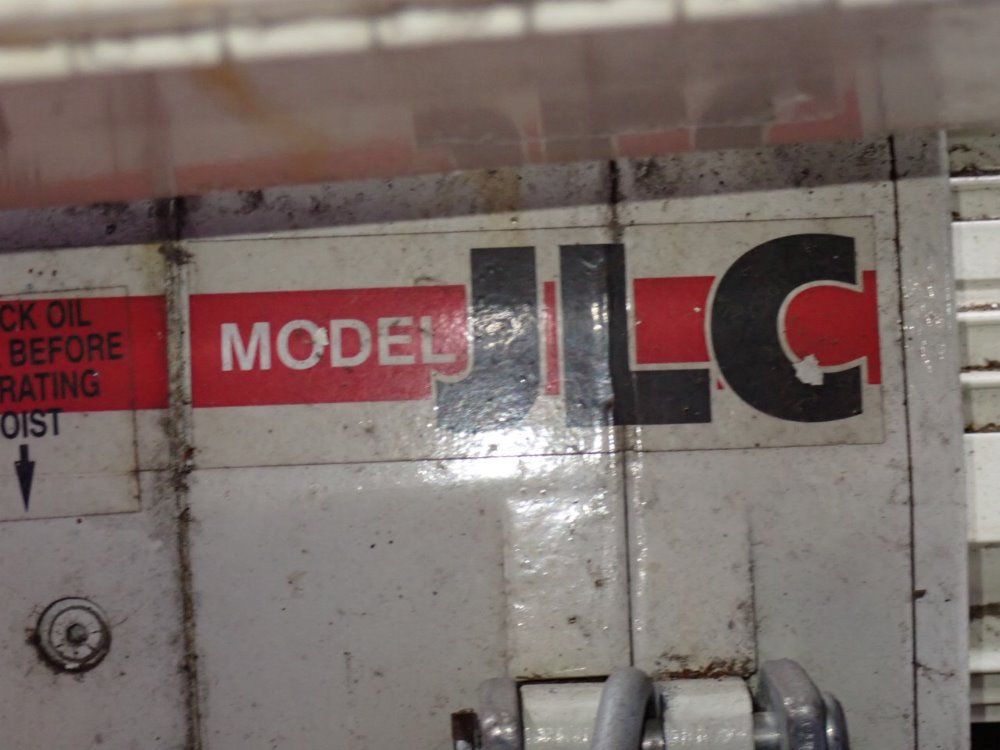 CK OIL
BEFORE
RATING
OIST
MODEL JLC